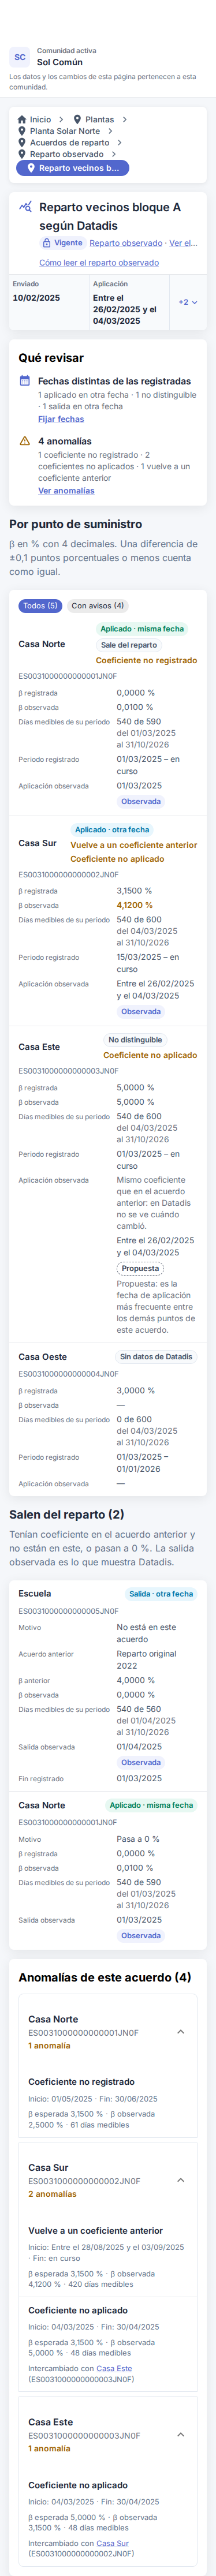 SC
Comunidad activa
Sol Común
Los datos y los cambios de esta página pertenecen a esta
comunidad.
Inicio
Plantas
Planta Solar Norte
Acuerdos de reparto
Reparto observado
Reparto vecinos b...
Reparto vecinos bloque A
según Datadis
Vigente Reparto observado · Ver el...
Cómo leer el reparto observado
Enviado
10/02/2025
Aplicación
Entre el
26/02/2025 y el
04/03/2025
+2
Qué revisar
Fechas distintas de las registradas
1 aplicado en otra fecha · 1 no distinguible
· 1 salida en otra fecha
Fijar fechas
4 anomalías
1 coeficiente no registrado · 2
coeficientes no aplicados · 1 vuelve a un
coeficiente anterior
Ver anomalías
Por punto de suministro
β en % con 4 decimales. Una diferencia de
±0,1 puntos porcentuales o menos cuenta
como igual.
Todos (5)
Con avisos (4)
Casa Norte
Aplicado · misma fecha
Sale del reparto
Coeficiente no registrado
ES0031000000000001JN0F
β registrada 0,0000 %
β observada 0,0100 %
Días medibles de su periodo 540 de 590
del 01/03/2025
al 31/10/2026
Periodo registrado 01/03/2025 – en
curso
Aplicación observada 01/03/2025
Observada
Casa Sur
Aplicado · otra fecha
Vuelve a un coeficiente anterior
Coeficiente no aplicado
ES0031000000000002JN0F
β registrada 3,1500 %
β observada 4,1200 %
Días medibles de su periodo 540 de 600
del 04/03/2025
al 31/10/2026
Periodo registrado 15/03/2025 – en
curso
Aplicación observada Entre el 26/02/2025
y el 04/03/2025
Observada
Casa Este
No distinguible
Coeficiente no aplicado
ES0031000000000003JN0F
β registrada 5,0000 %
β observada 5,0000 %
Días medibles de su periodo 540 de 600
del 04/03/2025
al 31/10/2026
Periodo registrado 01/03/2025 – en
curso
Aplicación observada Mismo coeficiente
que en el acuerdo
anterior: en Datadis
no se ve cuándo
cambió.
Entre el 26/02/2025
y el 04/03/2025
Propuesta
Propuesta: es la
fecha de aplicación
más frecuente entre
los demás puntos de
este acuerdo.
Casa Oeste
Sin datos de Datadis
ES0031000000000004JN0F
β registrada 3,0000 %
β observada —
Días medibles de su periodo 0 de 600
del 04/03/2025
al 31/10/2026
Periodo registrado 01/03/2025 –
01/01/2026
Aplicación observada —
Salen del reparto (2)
Tenían coeficiente en el acuerdo anterior y
no están en este, o pasan a 0 %. La salida
observada es lo que muestra Datadis.
Escuela
Salida · otra fecha
ES0031000000000005JN0F
Motivo No está en este
acuerdo
Acuerdo anterior Reparto original
2022
β anterior 4,0000 %
β observada 0,0000 %
Días medibles de su periodo 540 de 560
del 01/04/2025
al 31/10/2026
Salida observada 01/04/2025
Observada
Fin registrado 01/03/2025
Casa Norte
Aplicado · misma fecha
ES0031000000000001JN0F
Motivo Pasa a 0 %
β registrada 0,0000 %
β observada 0,0100 %
Días medibles de su periodo 540 de 590
del 01/03/2025
al 31/10/2026
Salida observada 01/03/2025
Observada
Anomalías de este acuerdo (4)
Casa Norte
ES0031000000000001JN0F
1 anomalía
Coeficiente no registrado
Inicio: 01/05/2025 · Fin: 30/06/2025
β esperada 3,1500 % · β observada
2,5000 % · 61 días medibles
Casa Sur
ES0031000000000002JN0F
2 anomalías
Vuelve a un coeficiente anterior
Inicio: Entre el 28/08/2025 y el 03/09/2025
· Fin: en curso
β esperada 3,1500 % · β observada
4,1200 % · 420 días medibles
Coeficiente no aplicado
Inicio: 04/03/2025 · Fin: 30/04/2025
β esperada 3,1500 % · β observada
5,0000 % · 48 días medibles
Intercambiado con Casa Este
(ES0031000000000003JN0F)
Casa Este
ES0031000000000003JN0F
1 anomalía
Coeficiente no aplicado
Inicio: 04/03/2025 · Fin: 30/04/2025
β esperada 5,0000 % · β observada
3,1500 % · 48 días medibles
Intercambiado con Casa Sur
(ES0031000000000002JN0F)